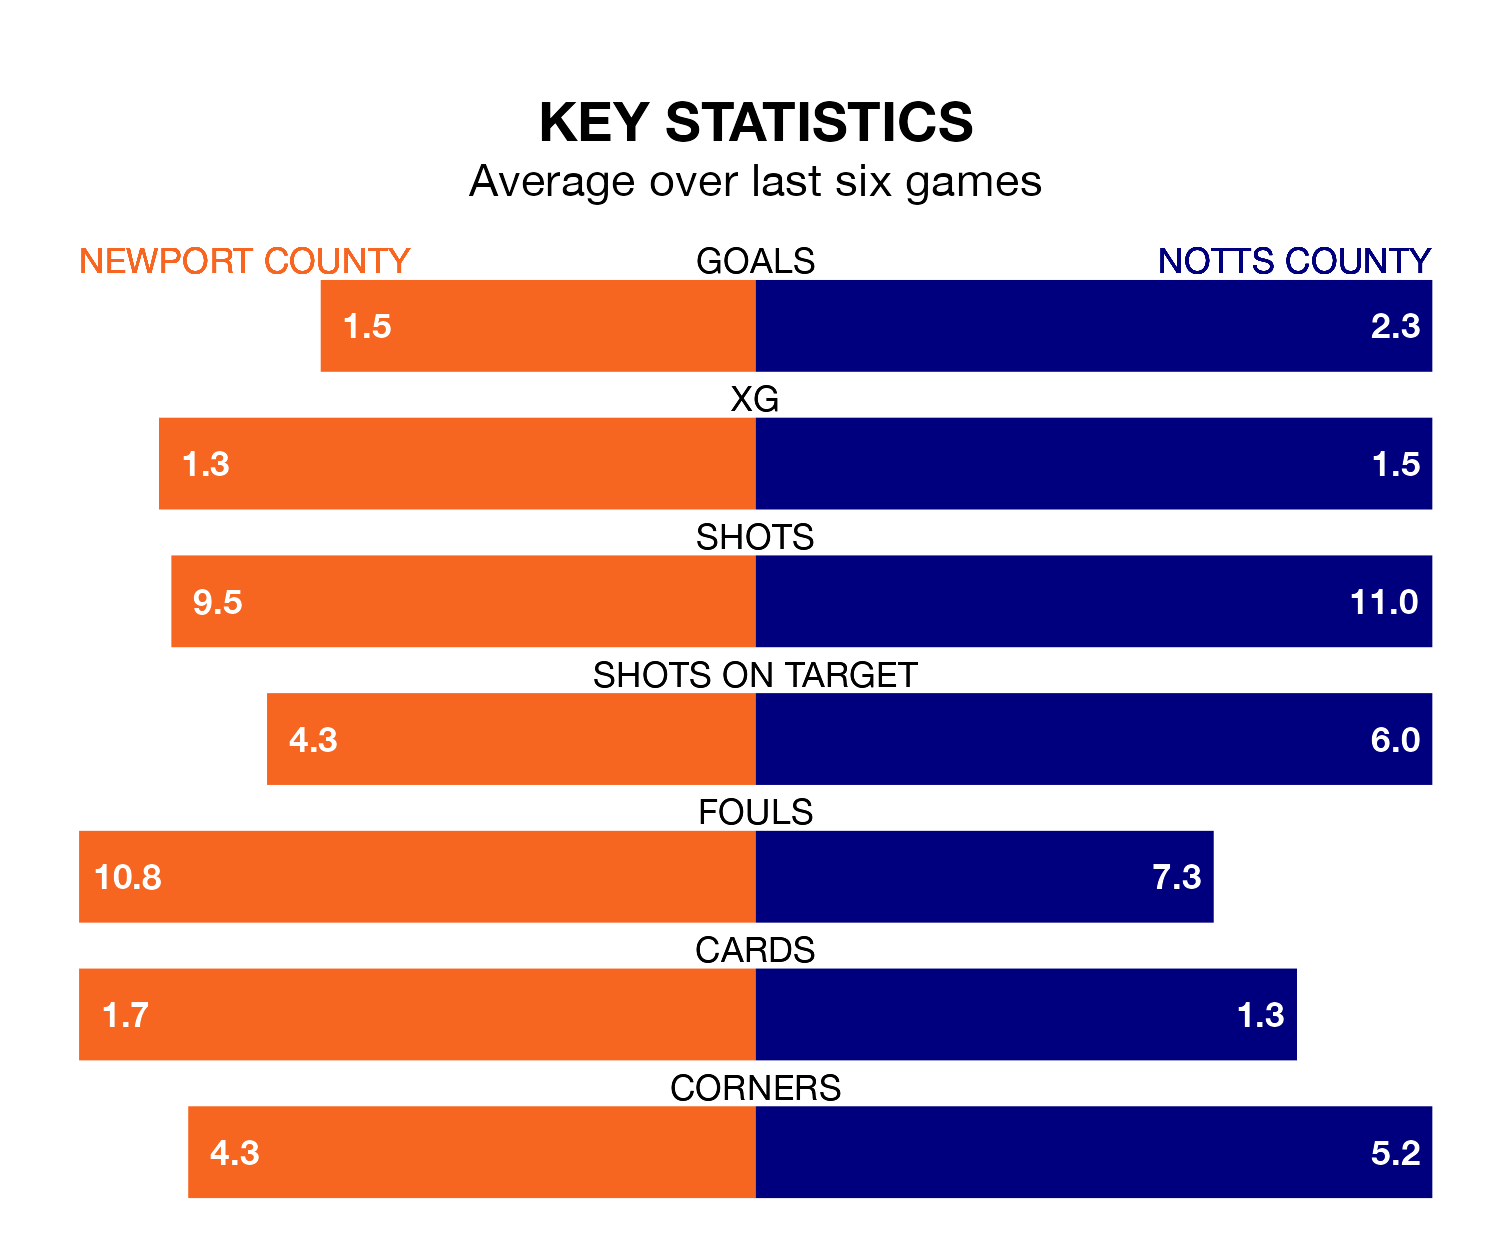 KEY STATISTICS
Average over last six games
NEWPORT COUNTY GOALS NOTTS COUNTY
1.5 2.3
XG
1.3 1.5
SHOTS
9.5 11.0
SHOTS ON TARGET
4.3 6.0
FOULS
10.8 7.3
CARDS
1.7 1.3
CORNERS
4.3 5.2